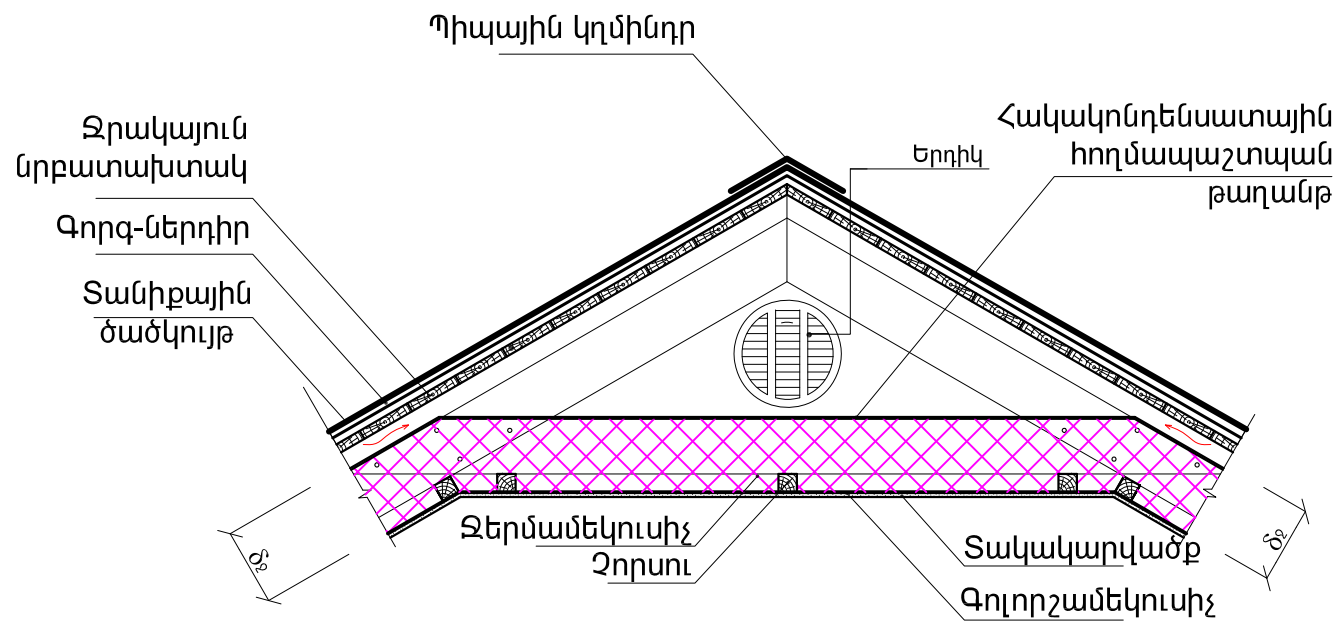 Պիպային կղմինդր
Ջրակայուն
նրբատախտակ
Գորգ-ներդիր
Տանիքային
ծածկույթ
Հակակոնդենսատային
հողմապաշտպան
թաղանթ
Երդիկ
Ջերմամեկուսիչ
Չորսու
Տակակարվածք
Գոլորշամեկուսիչ
δ₂
δ₂